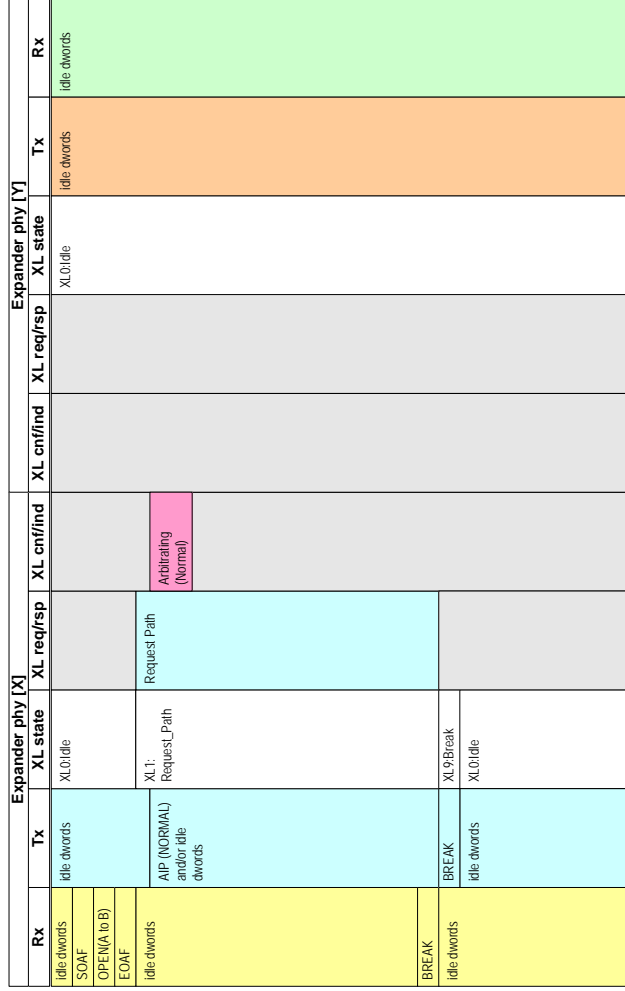 Expander phy [X]
Expander phy [Y]
Rx
Tx
XL state
XL req/rsp
XL cnf/ind
XL cnf/ind
XL req/rsp
XL state
Tx
Rx
idle dwords
SOAF
OPEN(A to B)
EOAF
idle dwords
BREAK
idle dwords
idle dwords
AIP (NORMAL)
and/or idle
dwords
BREAK
idle dwords
XL0:Idle
XL1:
Request_Path
XL9:Break
XL0:Idle
Request Path
Arbitrating
(Normal)
XL0:Idle
idle dwords
idle dwords